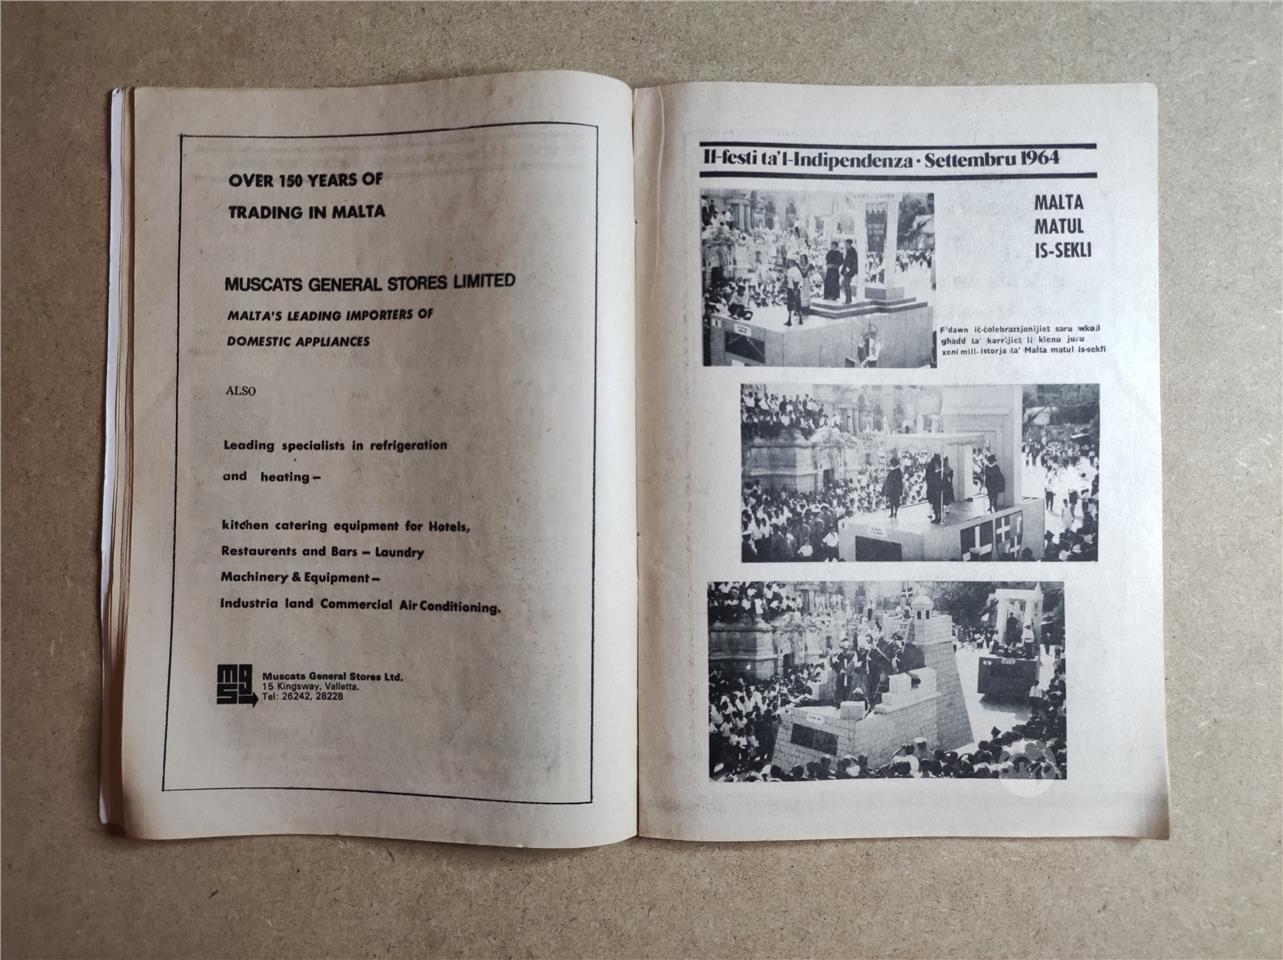 OVER 150 YEARS OF
TRADING IN MALTA
MUSCATS GENERAL STORES LIMITED
MALTA'S LEADING IMPORTERS OF
DOMESTIC APPLIANCES
ALSO
Leading specialists in refrigeration
and heating –
kitchen catering equipment for Hotels,
Restaurents and Bars – Laundry
Machinery & Equipment –
Industria land Commercial Air Conditioning.
Muscats General Stores Ltd.
15 Kingsway, Valletta.
Tel: 26242, 28228
Il-festi ta' l-Indipendenza · Settembru 1964
MALTA
MATUL
IS-SEKLI
F'dawn iċ-ċelebrazzjonijiet saru wkoll
għadd ta' karrijiet li kienu juru
xeni mill-istorja ta' Malta matul is-sekli